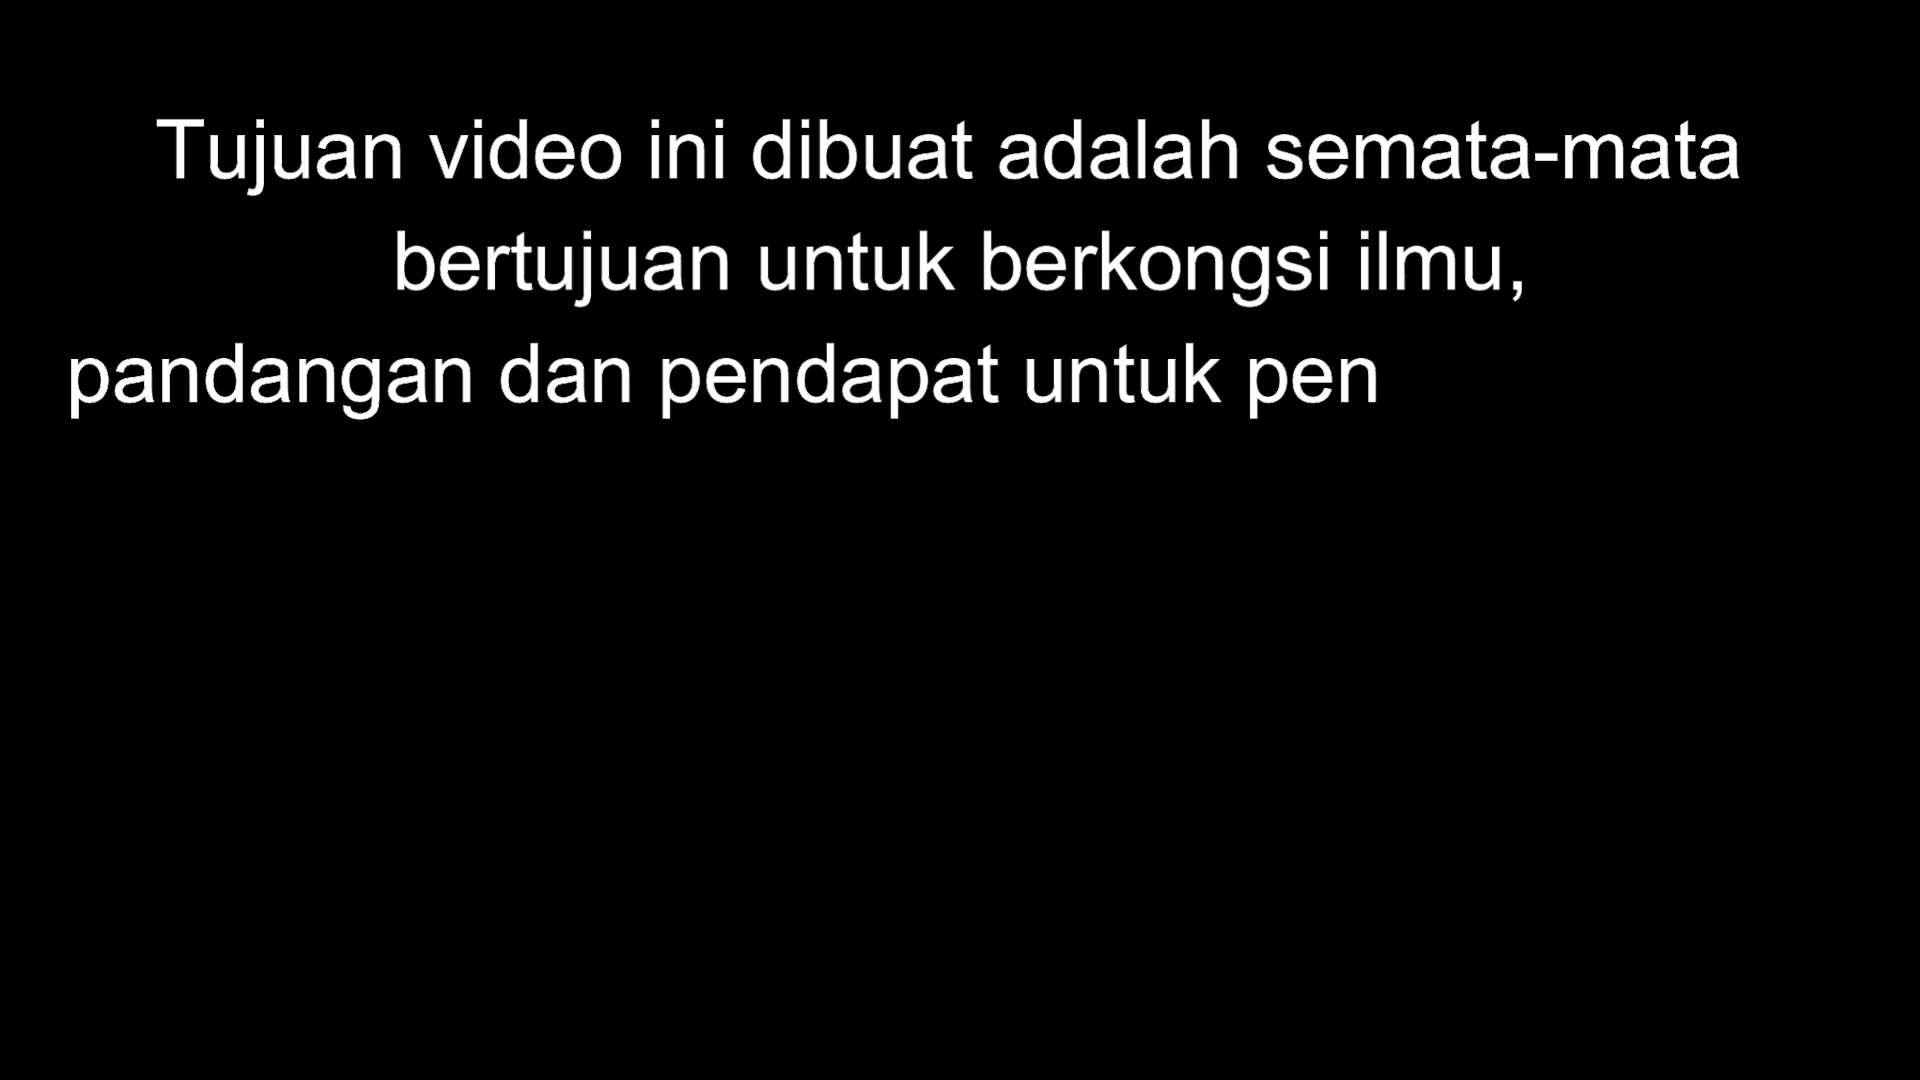 Tujuan video ini dibuat adalah semata-mata
bertujuan untuk berkongsi ilmu,
pandangan dan pendapat untuk pen